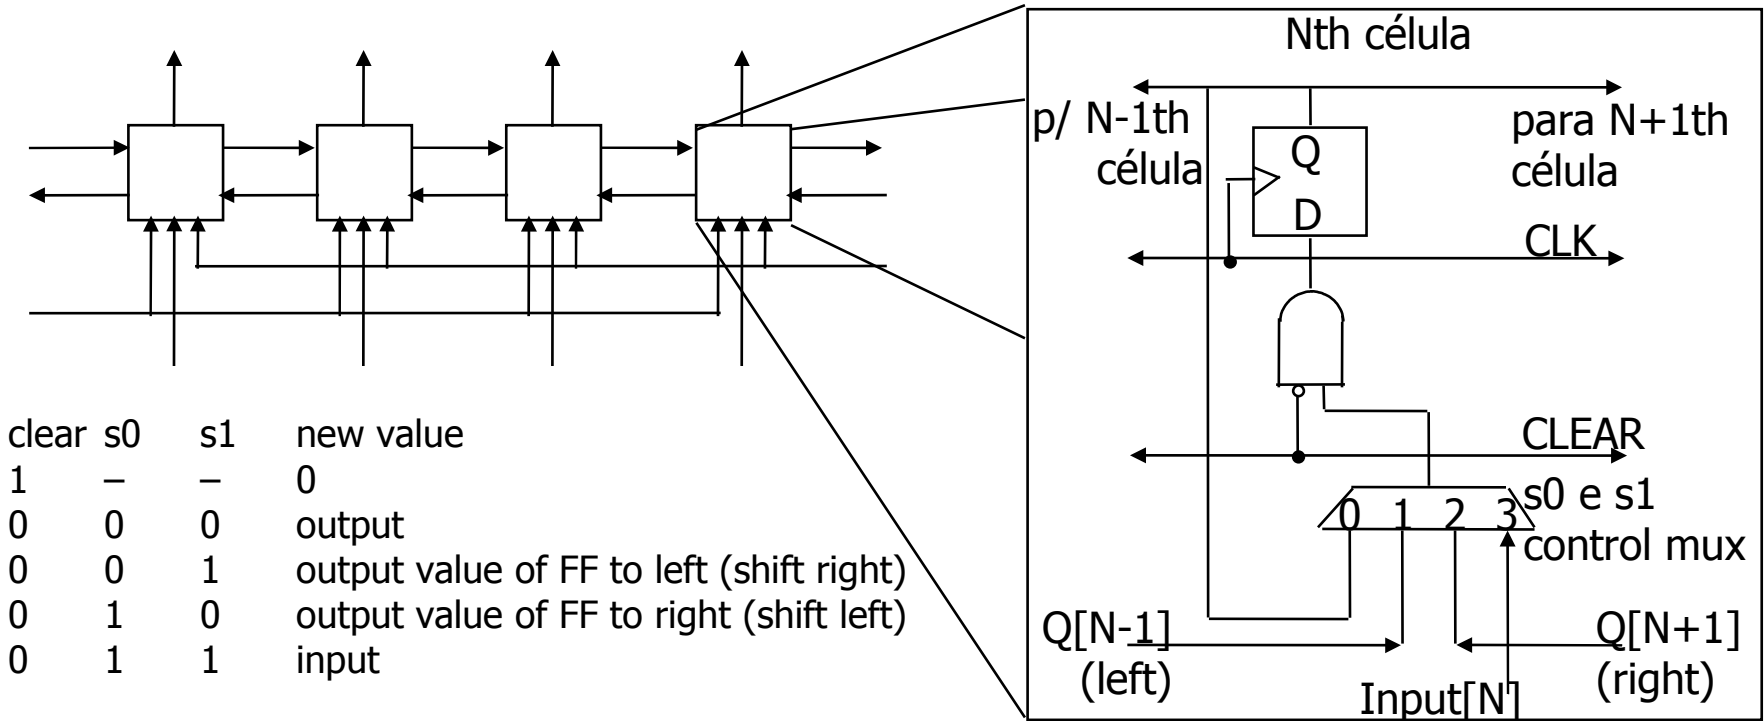 Nth célula
p/ N-1th
célula
para N+1th
célula
Q
D
CLK
CLEAR
0 1 2 3
s0 e s1
control mux
Q[N-1]
(left)
Q[N+1]
(right)
Input[N]
clear s0 s1 new value
1 – – 0
0 0 0 output
0 0 1 output value of FF to left (shift right)
0 1 0 output value of FF to right (shift left)
0 1 1 input